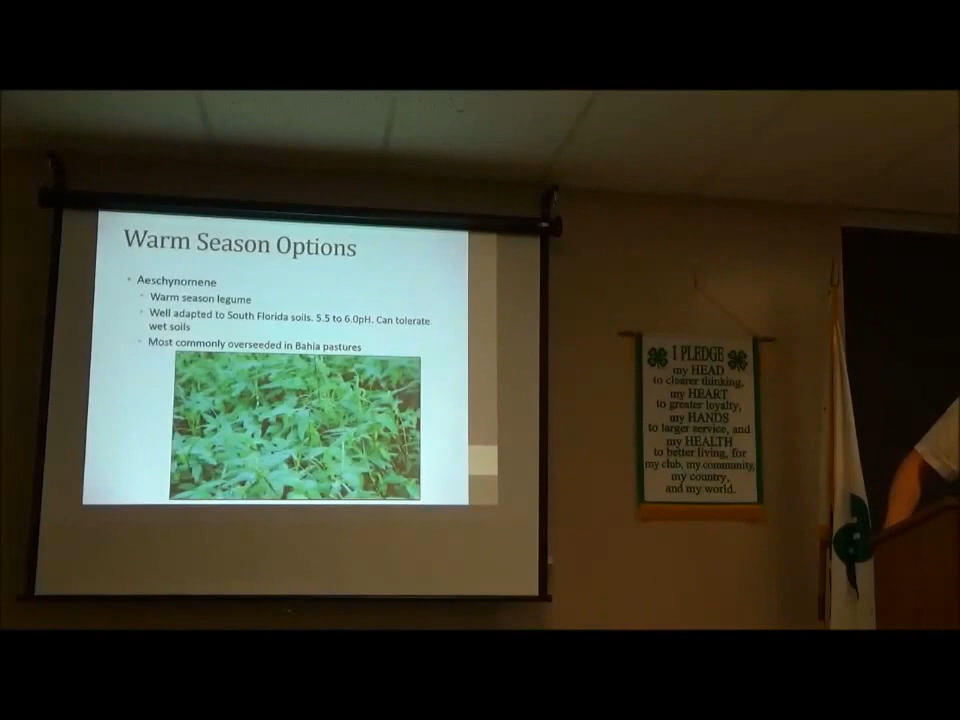 Warm Season Options
Aeschynomene
Warm season legume
Well adapted to South Florida soils. 5.5 to 6.0pH. Can tolerate
wet soils
Most commonly overseeded in Bahia pastures
I PLEDGE
my HEAD
to clearer thinking,
my HEART
to greater loyalty,
my HANDS
to larger service, and
my HEALTH
to better living, for
my club, my community,
my country,
and my world.